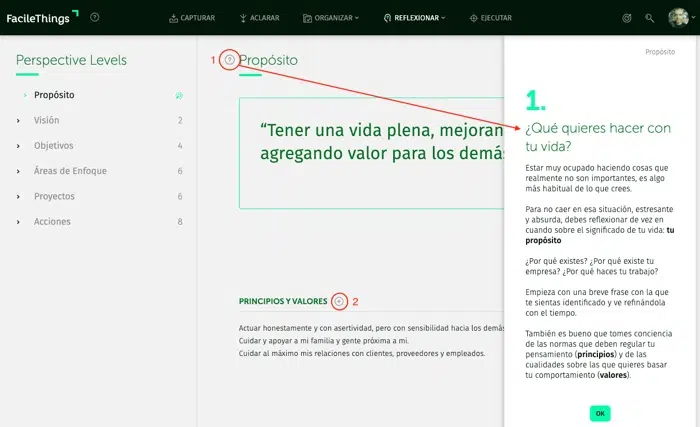 FacileThings
CAPTURAR
ACLARAR
ORGANIZAR
REFLEXIONAR
EJECUTAR
Perspective Levels
Propósito
Visión 2
Objetivos 4
Áreas de Enfoque 6
Proyectos 6
Acciones 8
1 ? Propósito
“Tener una vida plena, mejoran
agregando valor para los demás
PRINCIPIOS Y VALORES 2
Actuar honestamente y con asertividad, pero con sensibilidad hacia los demás
Cuidar y apoyar a mi familia y gente próxima a mi.
Cuidar al máximo mis relaciones con clientes, proveedores y empleados.
Propósito
1.
¿Qué quieres hacer con
tu vida?
Estar muy ocupado haciendo cosas que
realmente no son importantes, es algo
más habitual de lo que crees.
Para no caer en esa situación, estresante
y absurda, debes reflexionar de vez en
cuando sobre el significado de tu vida: tu
propósito
¿Por qué existes? ¿Por qué existe tu
empresa? ¿Por qué haces tu trabajo?
Empieza con una breve frase con la que
te sientas identificado y ve refinándola
con el tiempo.
También es bueno que tomes conciencia
de las normas que deben regular tu
pensamiento (principios) y de las
cualidades sobre las que quieres basar
tu comportamiento (valores).
OK